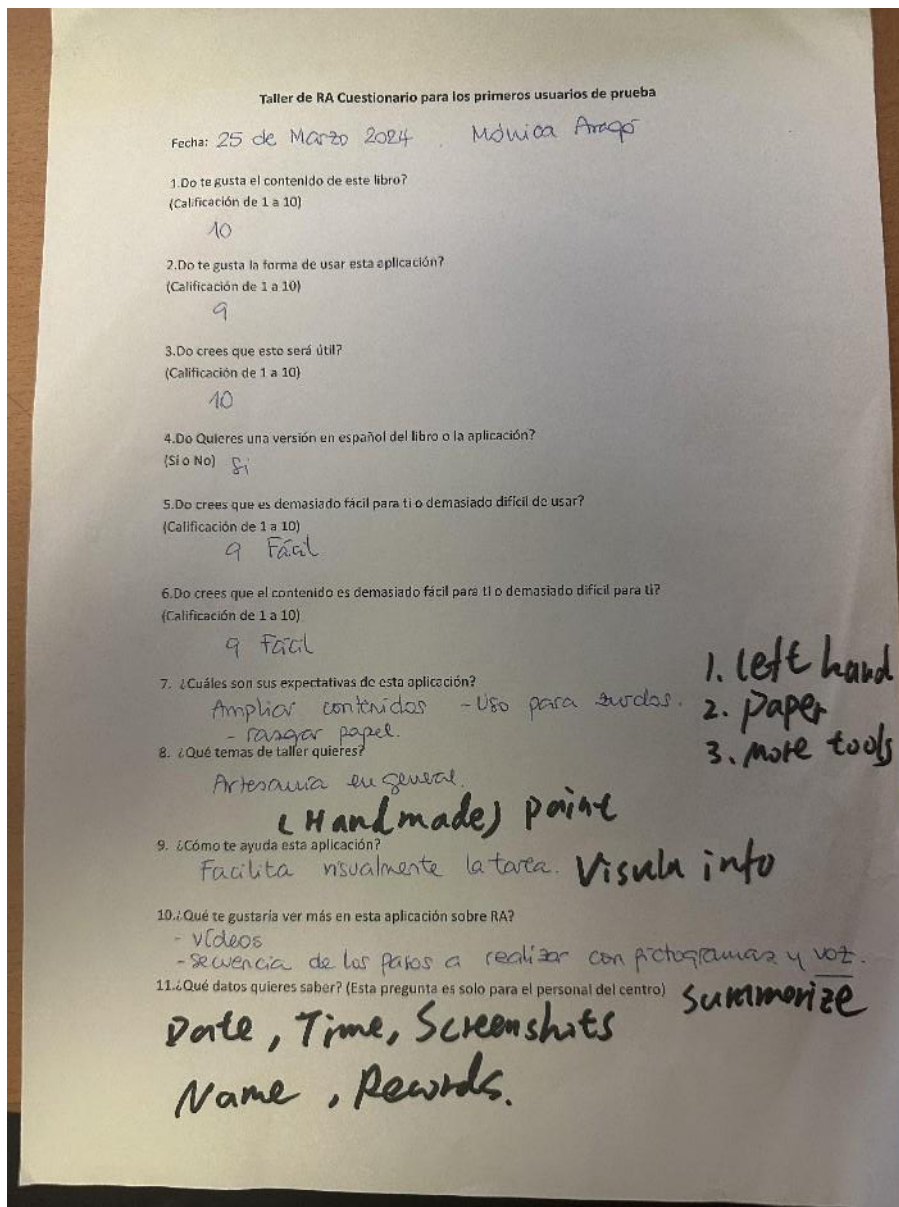 Taller de RA Cuestionario para los primeros usuarios de prueba
Fecha: 25 de Marzo 2024. Mónica Aragó
1.Do te gusta el contenido de este libro?
(Calificación de 1 a 10)
10
2.Do te gusta la forma de usar esta aplicación?
(Calificación de 1 a 10)
9
3.Do crees que esto será útil?
(Calificación de 1 a 10)
10
4.Do Quieres una versión en español del libro o la aplicación?
(Si o No) Si
5.Do crees que es demasiado fácil para ti o demasiado difícil de usar?
(Calificación de 1 a 10)
9 Fácil
6.Do crees que el contenido es demasiado fácil para ti o demasiado difícil para ti?
(Calificación de 1 a 10)
9 Fácil
1. left hand
7. ¿Cuáles son sus expectativas de esta aplicación?
Ampliar contenidos - Uso para zurdos. 2. paper
- rasgar papel.
8. ¿Qué temas de taller quieres? 3. more tools
Artesanía en general.
(Handmade) paint
9. ¿Cómo te ayuda esta aplicación?
Facilita visualmente la tarea. Visula info
10.¿Qué te gustaría ver más en esta aplicación sobre RA?
- vídeos
- secuencia de los pasos a realizar con pictogramas y voz.
11.¿Qué datos quieres saber? (Esta pregunta es solo para el personal del centro) Summorize
Date, Time, Screenshots
Name, Records.